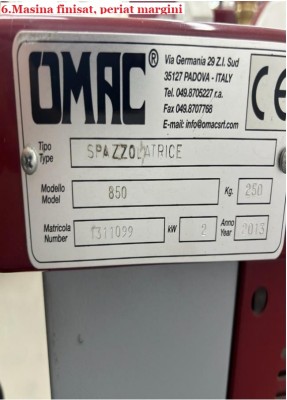 6.Masina finisat, periat margini
OMAC®
Via Germania 29 Z.I. Sud
35127 PADOVA - ITALY
Tel. 049.8705227 r.a.
Fax 049.8707768
E-mail: info@omacsrl.com
CE
Tipo
Type
SPAZZOLATRICE
Modello
Model
850
Kg.
250
Matricola
Number
1311099
kW
2
Anno
Year
2013